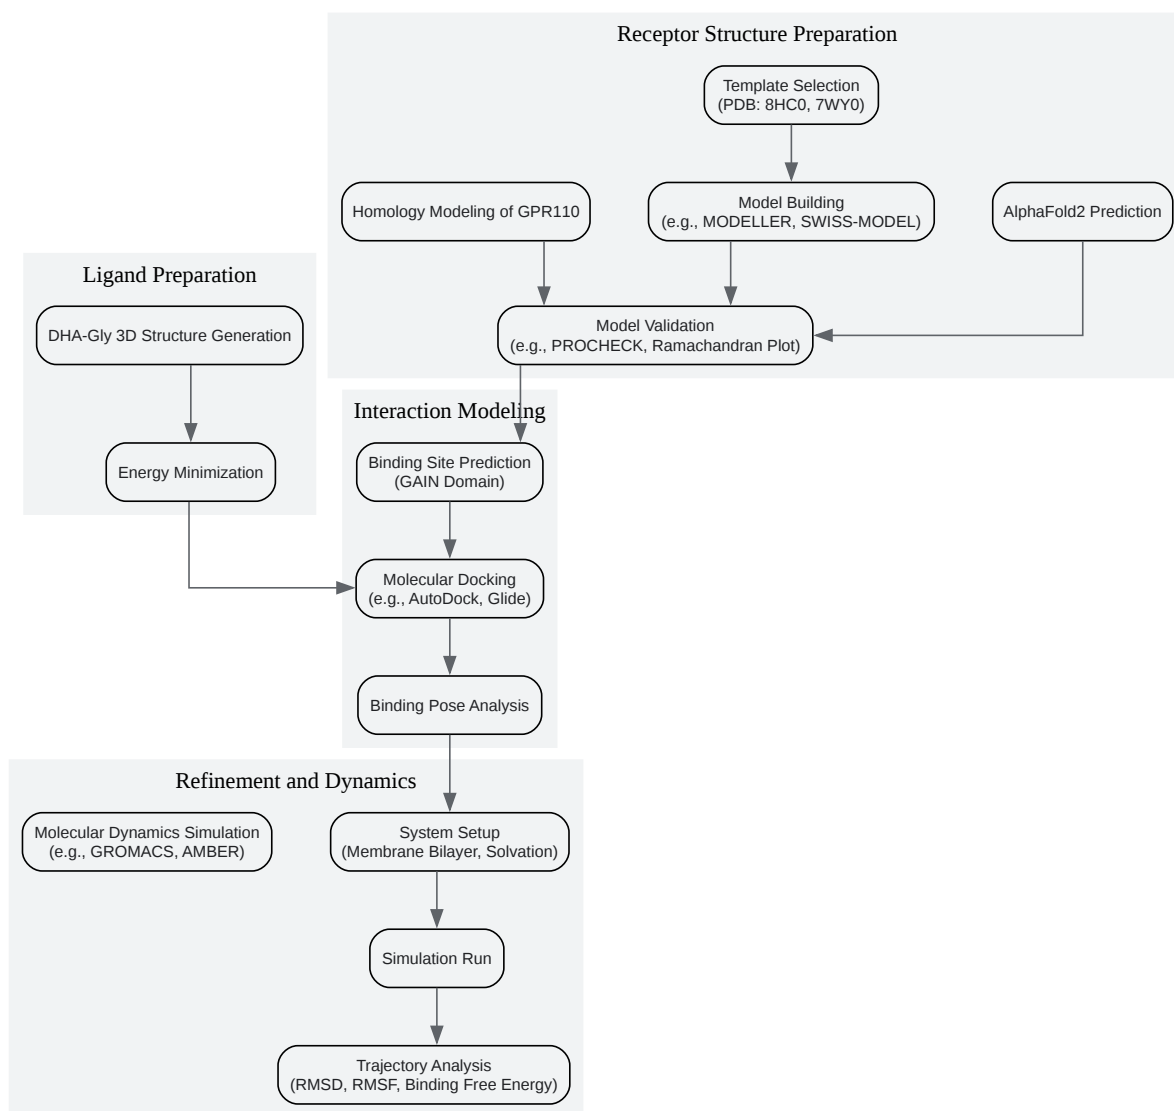 Receptor Structure Preparation
Template Selection
(PDB: 8HC0, 7WY0)
Homology Modeling of GPR110
Model Building
(e.g., MODELLER, SWISS-MODEL)
AlphaFold2 Prediction
Model Validation
(e.g., PROCHECK, Ramachandran Plot)
Ligand Preparation
DHA-Gly 3D Structure Generation
Energy Minimization
Interaction Modeling
Binding Site Prediction
(GAIN Domain)
Molecular Docking
(e.g., AutoDock, Glide)
Binding Pose Analysis
Refinement and Dynamics
Molecular Dynamics Simulation
(e.g., GROMACS, AMBER)
System Setup
(Membrane Bilayer, Solvation)
Simulation Run
Trajectory Analysis
(RMSD, RMSF, Binding Free Energy)